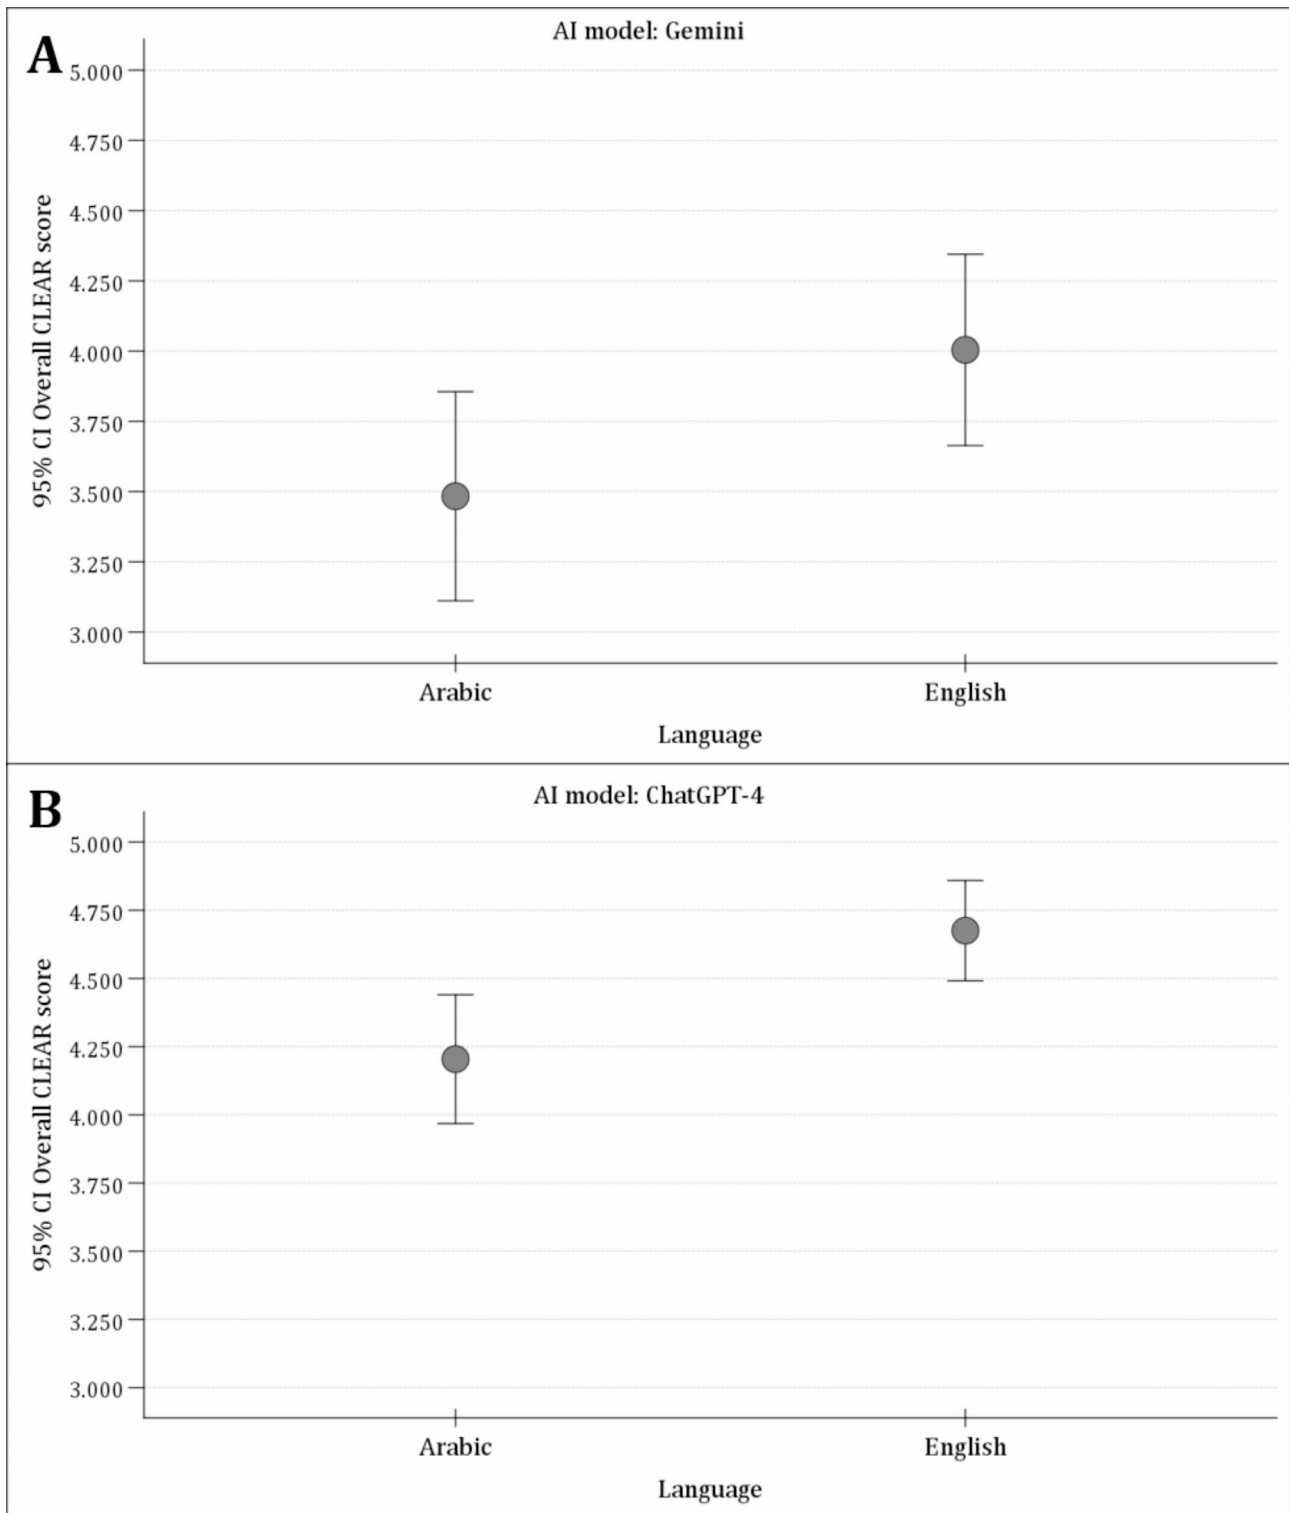 A
AI model: Gemini
95% CI Overall CLEAR score
5.000
4.750
4.500
4.250
4.000
3.750
3.500
3.250
3.000
Arabic English
Language
B
AI model: ChatGPT-4
95% CI Overall CLEAR score
5.000
4.750
4.500
4.250
4.000
3.750
3.500
3.250
3.000
Arabic English
Language